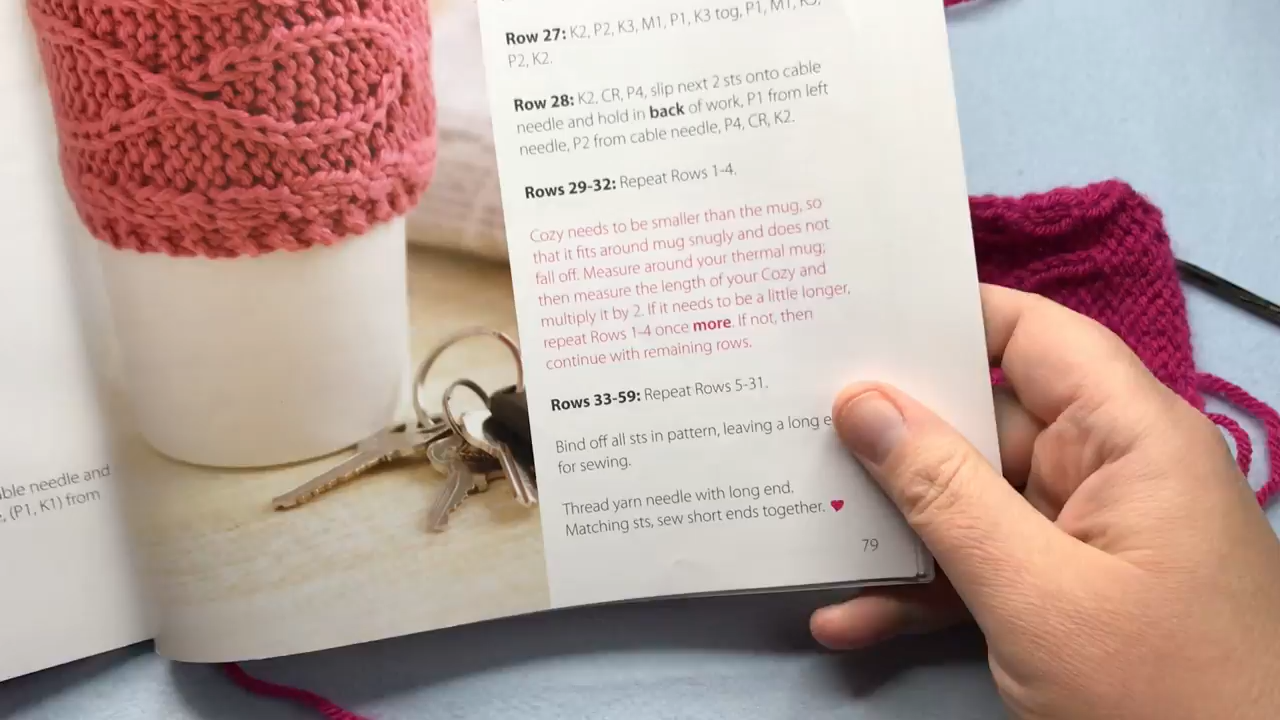 able needle and
, (P1, K1) from
Row 27: K2, P2, K3, M1, P1, K3 tog, P1, M1, K3,
P2, K2.
Row 28: K2, CR, P4, slip next 2 sts onto cable
needle and hold in back of work, P1 from left
needle, P2 from cable needle, P4, CR, K2.
Rows 29-32: Repeat Rows 1-4.
Cozy needs to be smaller than the mug, so
that it fits around mug snugly and does not
fall off. Measure around your thermal mug;
then measure the length of your Cozy and
multiply it by 2. If it needs to be a little longer,
repeat Rows 1-4 once more. If not, then
continue with remaining rows.
Rows 33-59: Repeat Rows 5-31.
Bind off all sts in pattern, leaving a long e
for sewing.
Thread yarn needle with long end.
Matching sts, sew short ends together.
79